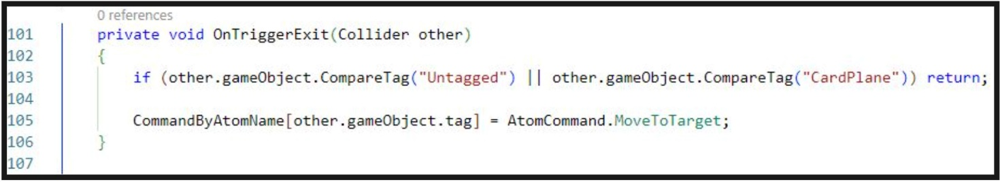 0 references
101 private void OnTriggerExit(Collider other)
102 {
103 if (other.gameObject.CompareTag("Untagged") || other.gameObject.CompareTag("CardPlane")) return;
104
105 CommandByAtomName[other.gameObject.tag] = AtomCommand.MoveToTarget;
106 }
107